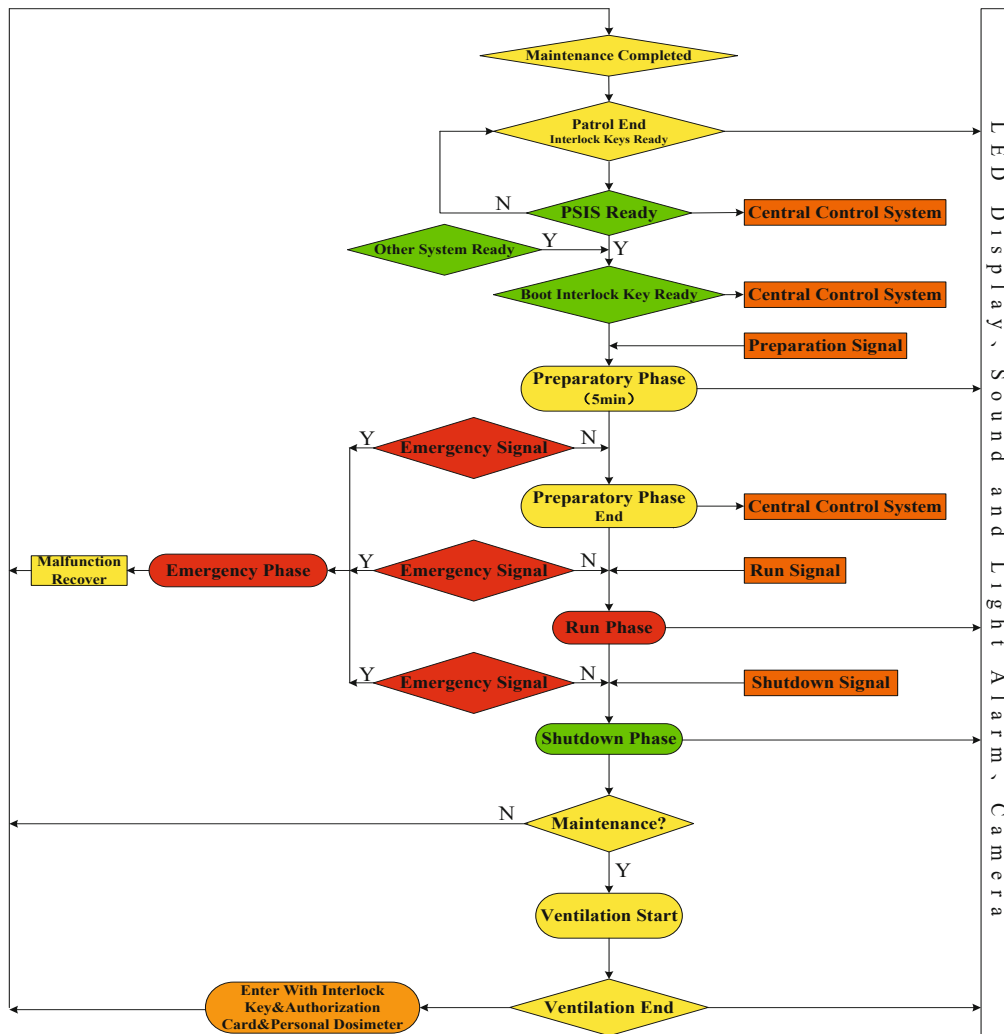 Maintenance Completed
Patrol End
Interlock Keys Ready
N
PSIS Ready
Central Control System
Other System Ready
Y
Y
Boot Interlock Key Ready
Central Control System
Preparation Signal
Preparatory Phase
（5min）
Y
Emergency Signal
N
Preparatory Phase
End
Central Control System
Malfunction
Recover
Emergency Phase
Y
Emergency Signal
N
Run Signal
Run Phase
Y
Emergency Signal
N
Shutdown Signal
Shutdown Phase
N
Maintenance?
Y
Ventilation Start
Enter With Interlock
Key&Authorization
Card&Personal Dosimeter
Ventilation End
LED Display、Sound and Light Alarm、Camera